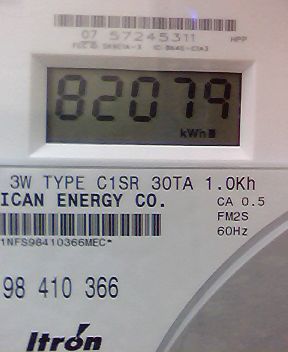 07 57245311 HPP
82079
kWh
3W TYPE C1SR 30TA 1.0Kh
ICAN ENERGY CO. CA 0.5
FM2S
1NFS98410366MEC* 60Hz
98 410 366
Itron